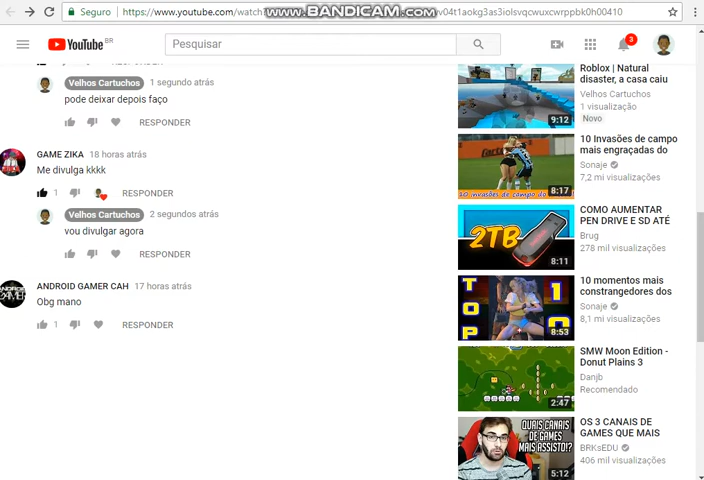 Seguro https://www.youtube.com/watch? www.BANDICAM.com v04t1aokg3as3iolsvqcwuxcwrppbk0h00410
YouTube BR
Pesquisar
3
Velhos Cartuchos 1 segundo atrás
pode deixar depois faço
RESPONDER
GAME ZIKA 18 horas atrás
Me divulga kkkk
1 RESPONDER
Velhos Cartuchos 2 segundos atrás
vou divulgar agora
RESPONDER
ANDROID GAMER CAH 17 horas atrás
Obg mano
1 RESPONDER
Roblox | Natural
disaster, a casa caiu
Velhos Cartuchos
1 visualização
Novo
9:12
10 Invasões de campo
mais engraçadas do
Sonaje
7,2 mi visualizações
10 invasões de campo do
8:17
COMO AUMENTAR
PEN DRIVE E SD ATÉ
Brug
278 mil visualizações
2TB
8:11
10 momentos mais
constrangedores dos
Sonaje
8,1 mi visualizações
TOP
10
8:53
SMW Moon Edition -
Donut Plains 3
Danjb
Recomendado
2:47
OS 3 CANAIS DE
GAMES QUE MAIS
BRKsEDU
406 mil visualizações
QUAIS CANAIS
DE GAMES
MAIS ASSISTO!?
5:12